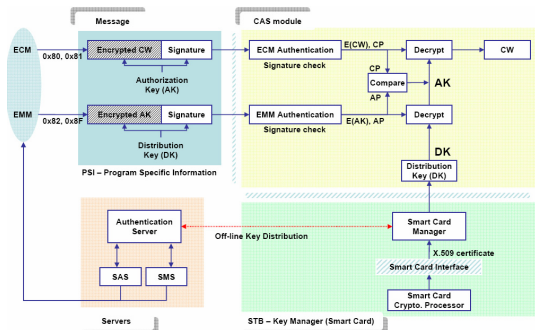 Message
CAS module
ECM
0x80, 0x81
Encrypted CW
Signature
ECM Authentication
E(CW), CP
Decrypt
CW
Signature check
Authorization
Key (AK)
CP
Compare
AK
AP
EMM
0x82, 0x8F
Encrypted AK
Signature
EMM Authentication
E(AK), AP
Decrypt
Signature check
Distribution
Key (DK)
DK
PSI – Program Specific Information
Distribution
Key (DK)
Authentication
Server
Off-line Key Distribution
Smart Card
Manager
X.509 certificate
SAS
SMS
Smart Card Interface
Smart Card
Crypto. Processor
Servers
STB – Key Manager (Smart Card)